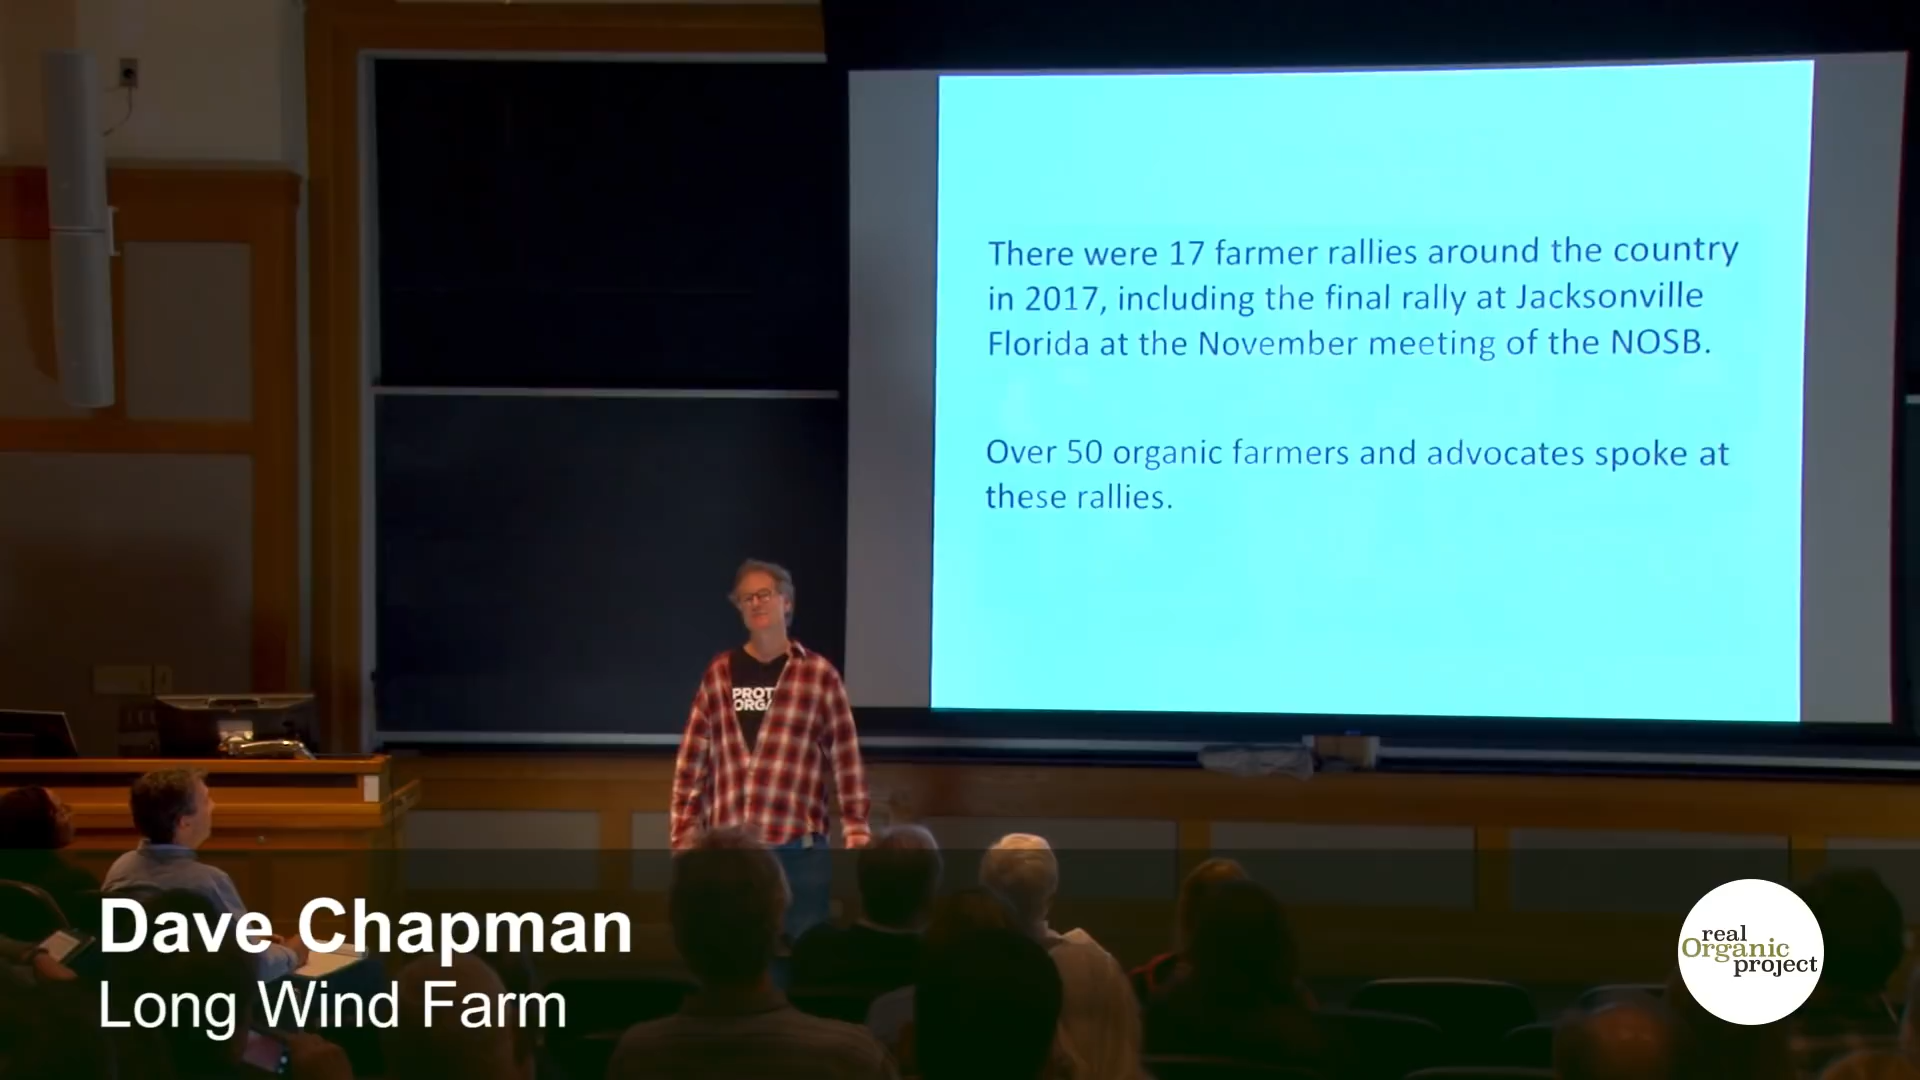 There were 17 farmer rallies around the country
in 2017, including the final rally at Jacksonville
Florida at the November meeting of the NOSB.
Over 50 organic farmers and advocates spoke at
these rallies.
PROT
ORGA
Dave Chapman
Long Wind Farm
real
Organic
project